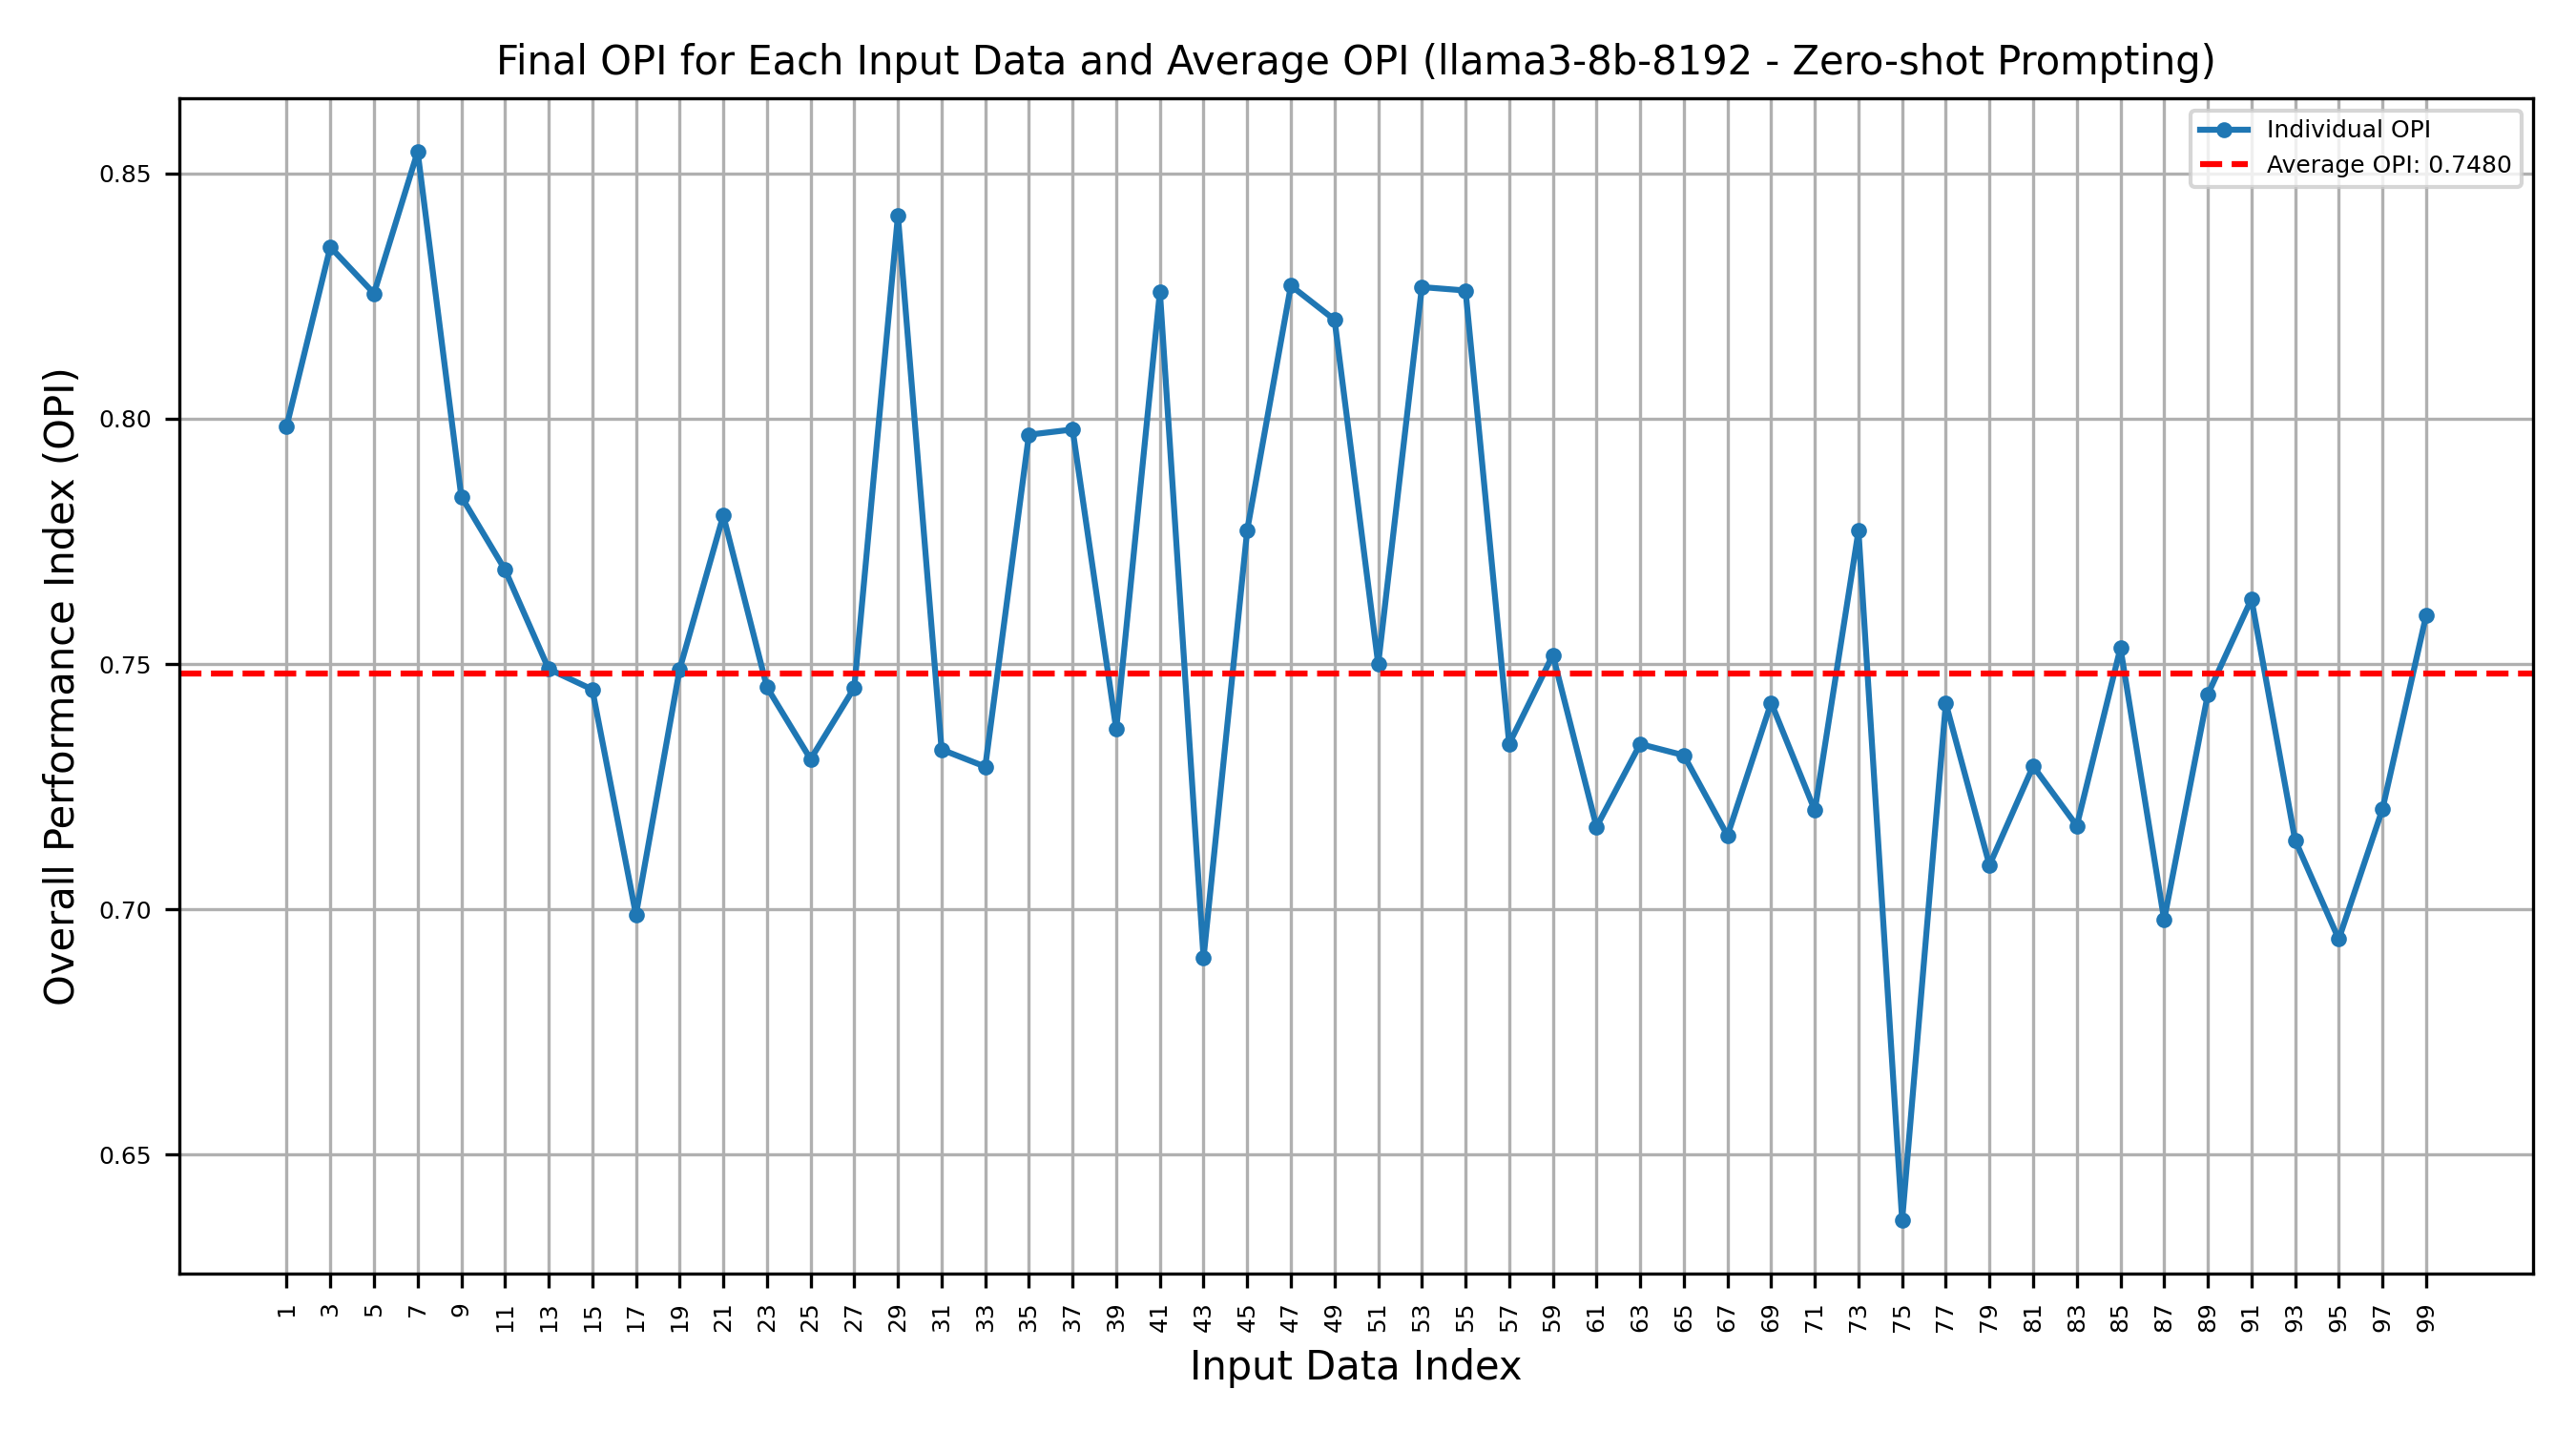 Final OPI for Each Input Data and Average OPI (llama3-8b-8192 - Zero-shot Prompting)
Individual OPI
Average OPI: 0.7480
Overall Performance Index (OPI)
0.85
0.80
0.75
0.70
0.65
1 3 5 7 9 11 13 15 17 19 21 23 25 27 29 31 33 35 37 39 41 43 45 47 49 51 53 55 57 59 61 63 65 67 69 71 73 75 77 79 81 83 85 87 89 91 93 95 97 99
Input Data Index